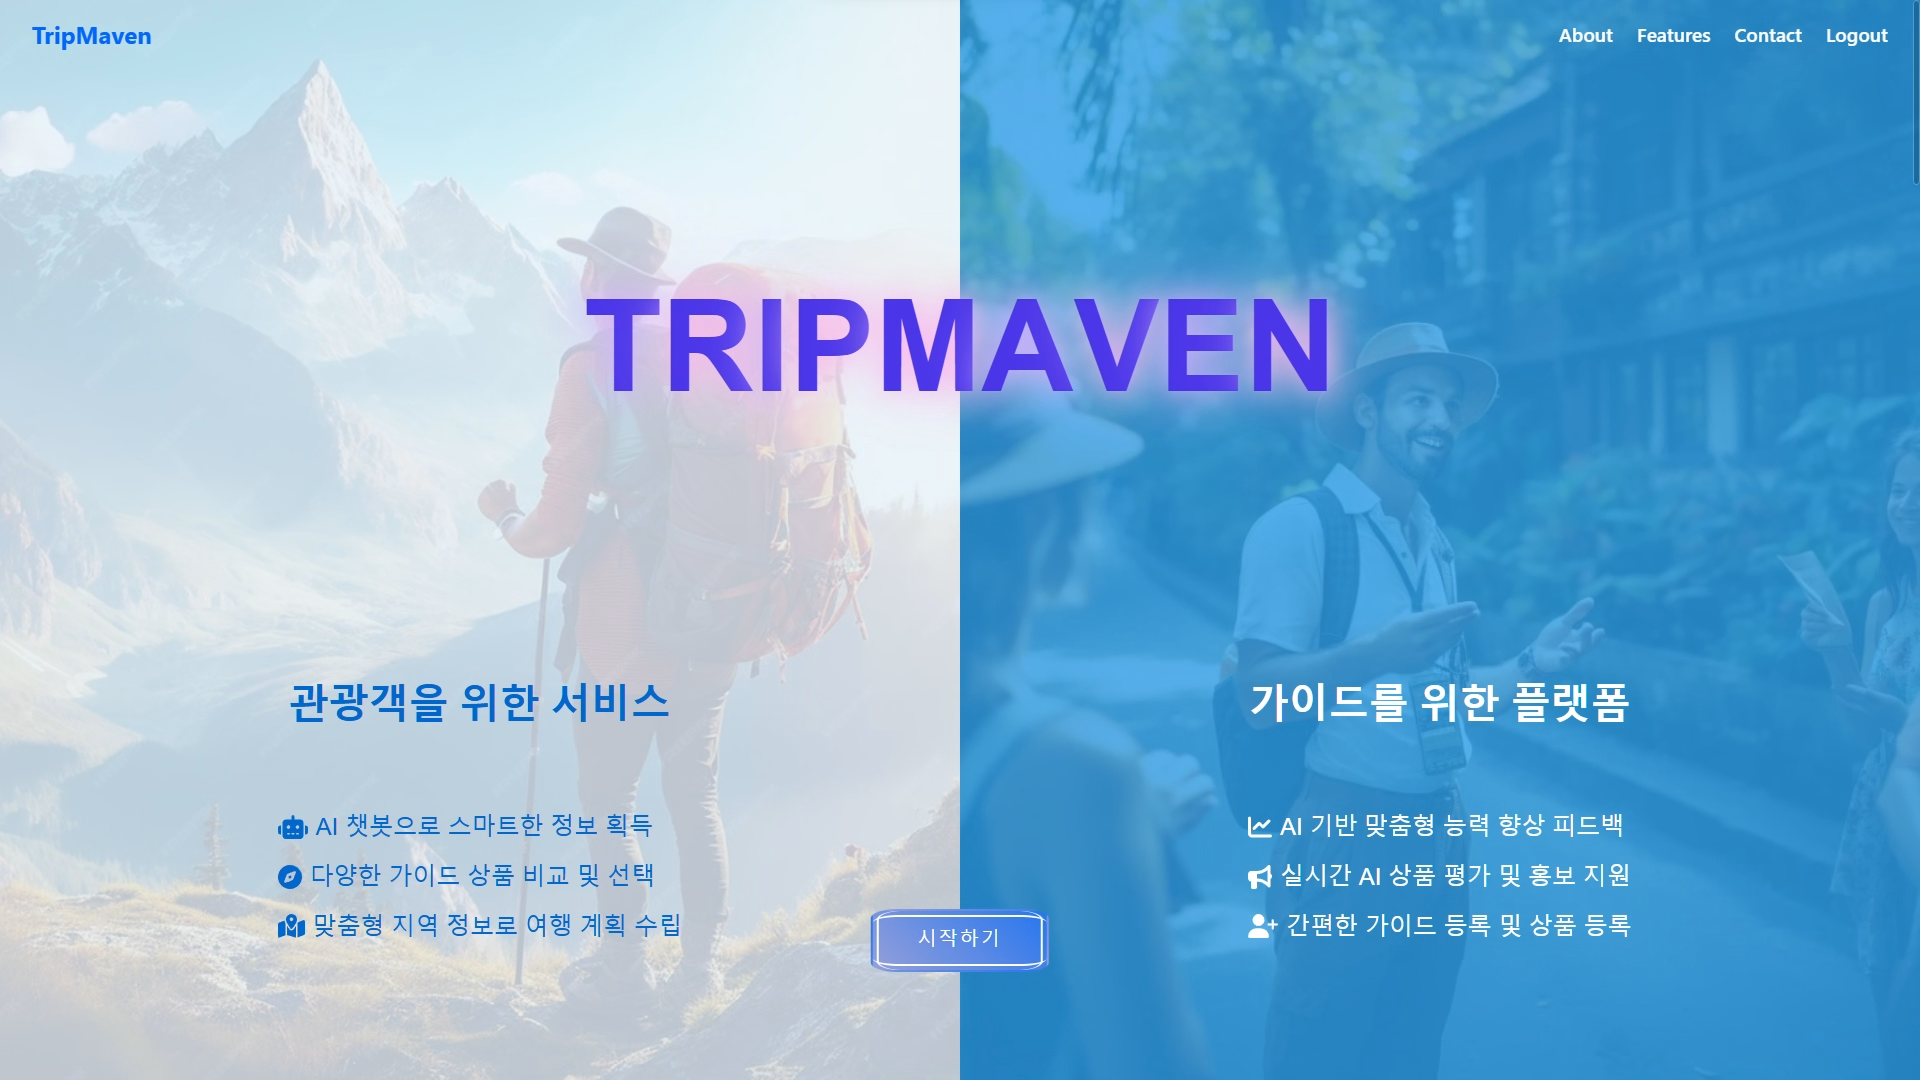 TripMaven
About Features Contact Logout
TRIPMAVEN
관광객을 위한 서비스
AI 챗봇으로 스마트한 정보 획득
다양한 가이드 상품 비교 및 선택
맞춤형 지역 정보로 여행 계획 수립
가이드를 위한 플랫폼
AI 기반 맞춤형 능력 향상 피드백
실시간 AI 상품 평가 및 홍보 지원
간편한 가이드 등록 및 상품 등록
시작하기